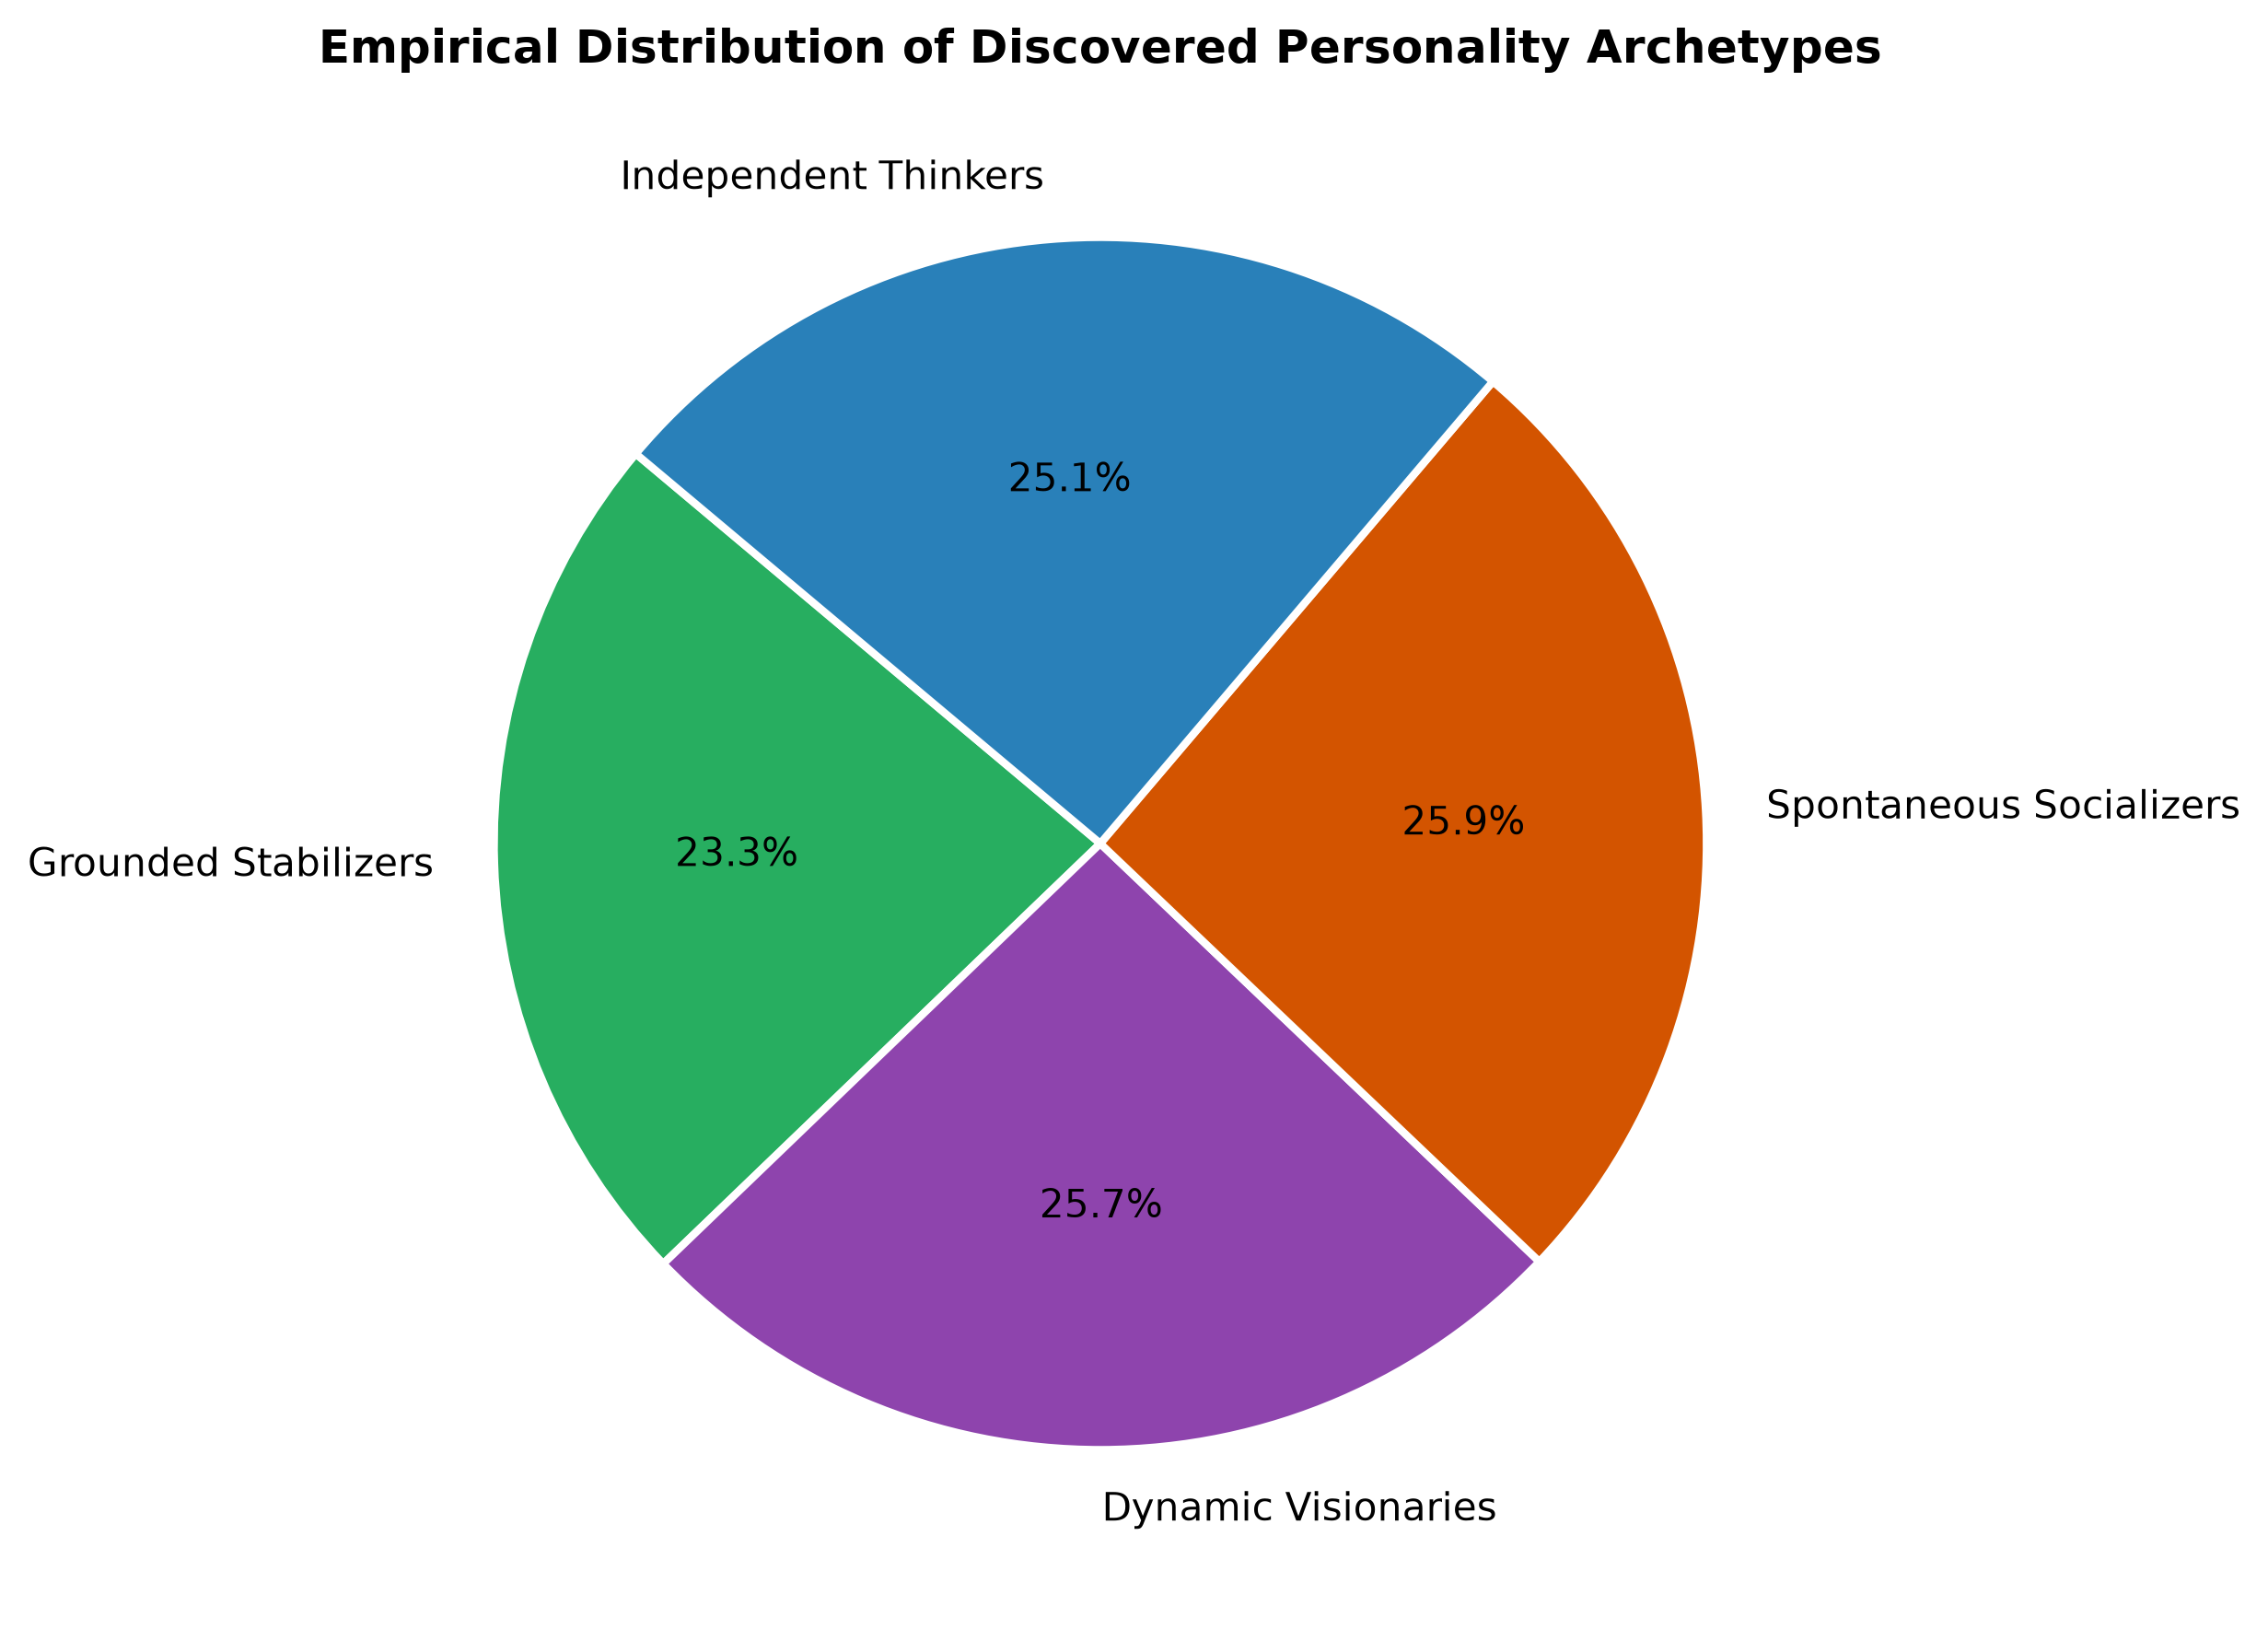 Empirical Distribution of Discovered Personality Archetypes
Independent Thinkers
25.1%
Spontaneous Socializers
25.9%
23.3%
Grounded Stabilizers
25.7%
Dynamic Visionaries